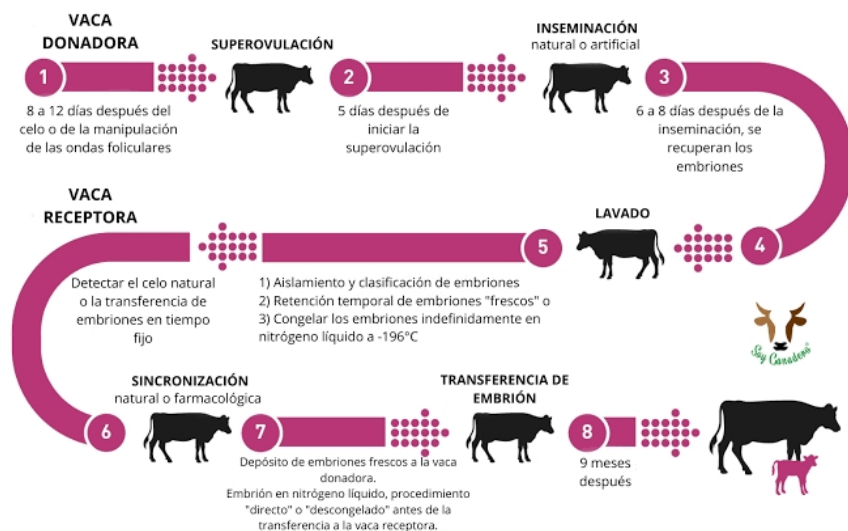 VACA
DONADORA
1
8 a 12 días después del
celo o de la manipulación
de las ondas foliculares
SUPEROVULACIÓN
2
5 días después de
iniciar la
superovulación
INSEMINACIÓN
natural o artificial
3
6 a 8 días después de la
inseminación, se
recuperan los
embriones
4
LAVADO
5
1) Aislamiento y clasificación de embriones
2) Retención temporal de embriones "frescos" o
3) Congelar los embriones indefinidamente en
nitrógeno líquido a -196°C
VACA
RECEPTORA
Detectar el celo natural
o la transferencia de
embriones en tiempo
fijo
Soy Ganadero
6
SINCRONIZACIÓN
natural o farmacológica
7
Depósito de embriones frescos a la vaca
donadora.
Embrión en nitrógeno líquido, procedimiento
"directo" o "descongelado" antes de la
transferencia a la vaca receptora.
TRANSFERENCIA DE
EMBRIÓN
8
9 meses
después